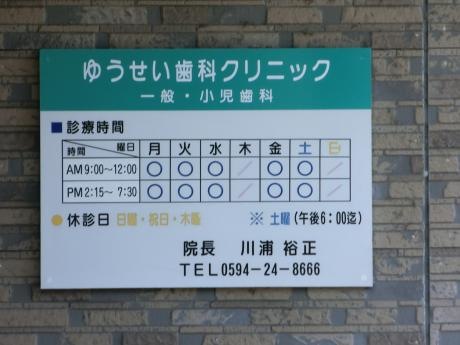 ゆうせい歯科クリニック
一般・小児歯科
■診療時間
時間 曜日 月 火 水 木 金 土 日
AM 9:00～12:00 ○ ○ ○ ／ ○ ○ ／
PM 2:15～ 7:30 ○ ○ ○ ／ ○ ○ ／
●休診日 日曜・祝日・木曜 ※ 土曜(午後6:00迄)
院長 川浦 裕正
TEL 0594-24-8666